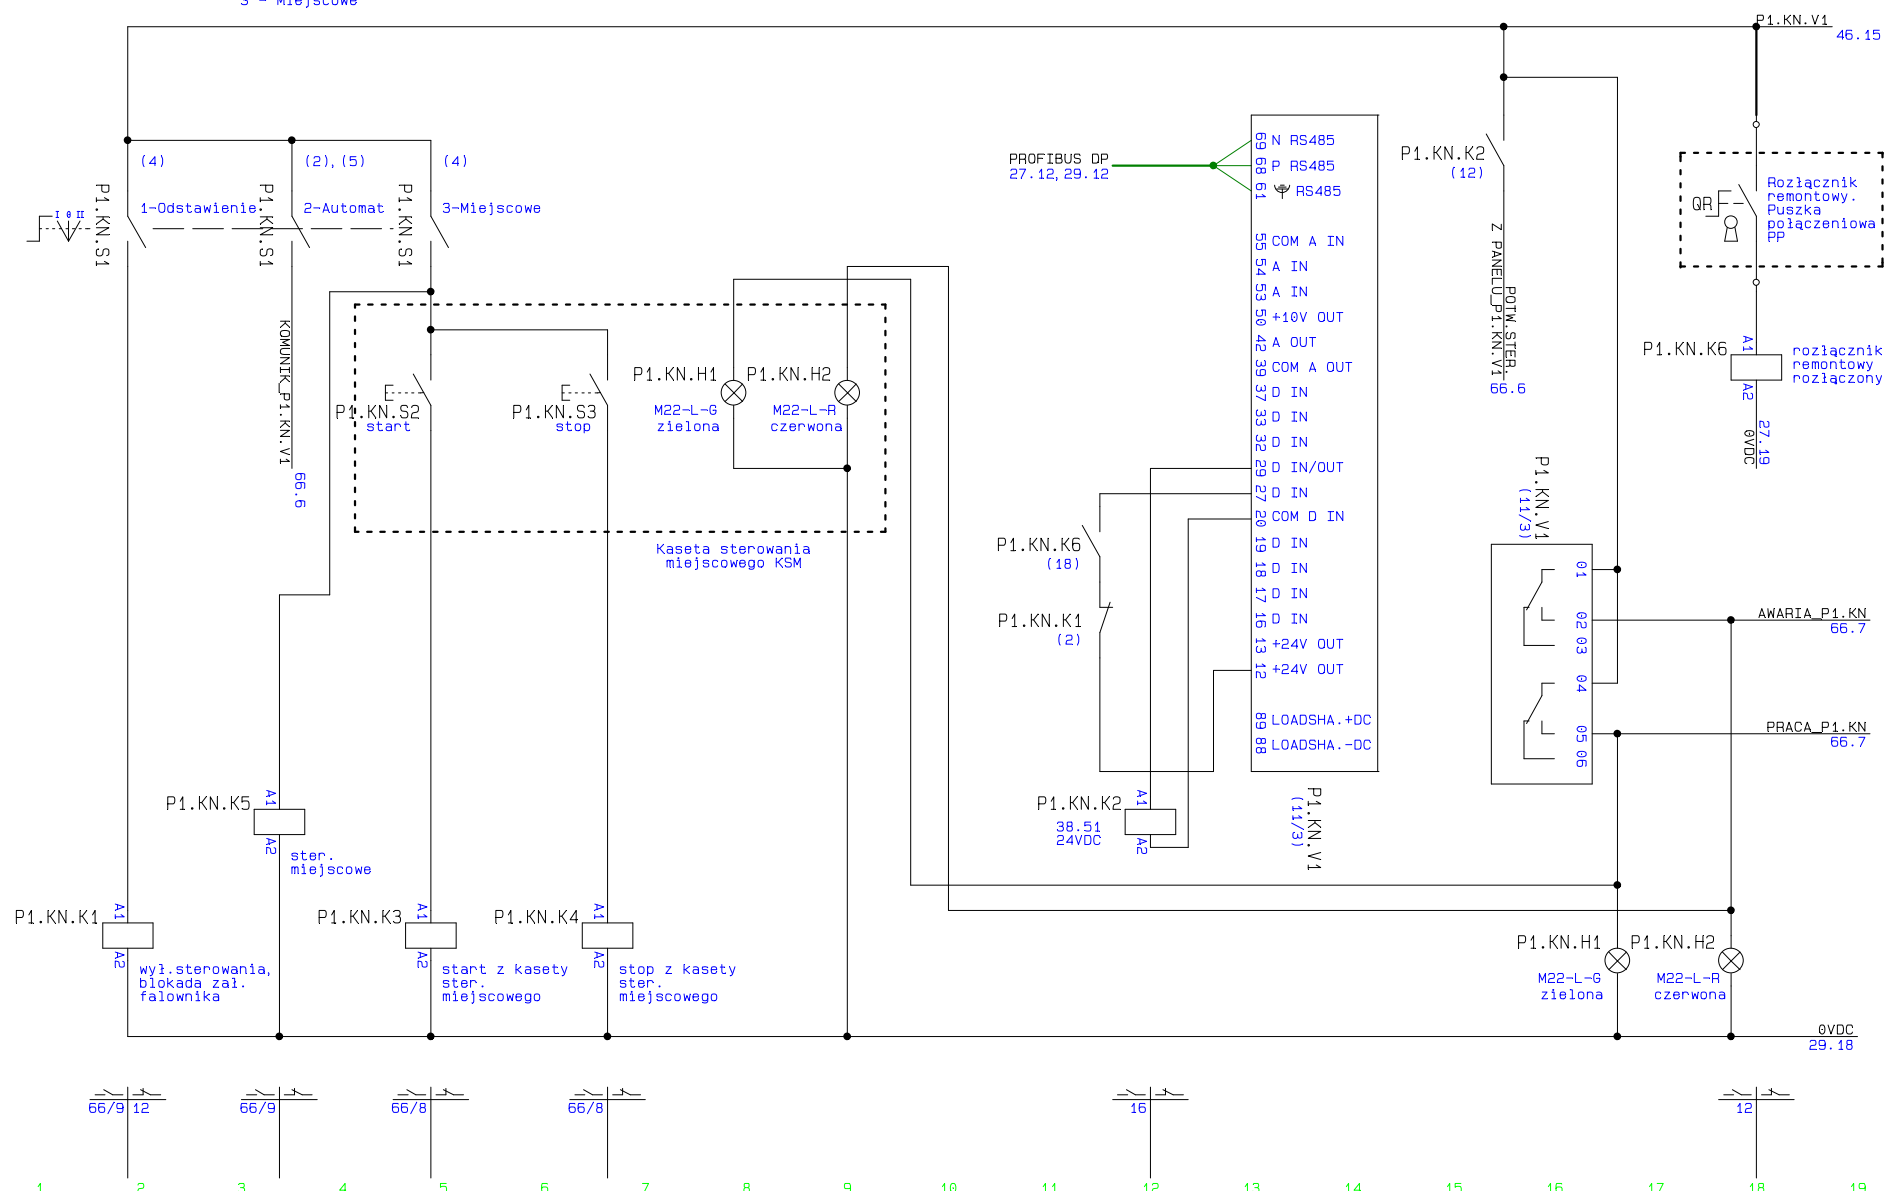 3 - Miejscowe
P1.KN.V1
46.15
(4)
(2),(5)
(4)
P1.KN.S1
1-Odstawienie
P1.KN.S1
2-Automat
P1.KN.S1
3-Miejscowe
I 0 II
KOMUNIK_P1.KN.V1
66.6
P1.KN.S2
start
P1.KN.S3
stop
P1.KN.H1
M22-L-G
zielona
P1.KN.H2
M22-L-R
czerwona
Kaseta sterowania
miejscowego KSM
PROFIBUS DP
27.12,29.12
69 N RS485
68 P RS485
61 RS485
55 COM A IN
54 A IN
53 A IN
50 +10V OUT
42 A OUT
39 COM A OUT
37 D IN
33 D IN
32 D IN
29 D IN/OUT
27 D IN
20 COM D IN
19 D IN
18 D IN
17 D IN
16 D IN
13 +24V OUT
12 +24V OUT
89 LOADSHA.+DC
88 LOADSHA.-DC
P1.KN.V1
(11/3)
P1.KN.K6
(18)
P1.KN.K1
(2)
P1.KN.K2
38.51
24VDC
A1
A2
P1.KN.K2
(12)
POTW.STER.
Z PANELU_P1.KN.V1
66.6
QR
Rozłącznik
remontowy.
Puszka
połączeniowa
PP
P1.KN.K6
A1
A2
rozłącznik
remontowy
rozłączony
27.19
0VDC
P1.KN.V1
(11/3)
01
02
03
04
05
06
AWARIA_P1.KN
66.7
PRACA_P1.KN
66.7
P1.KN.K5
A1
A2
ster.
miejscowe
P1.KN.K1
A1
A2
wył.sterowania,
blokada zał.
falownika
P1.KN.K3
A1
A2
start z kasety
ster.
miejscowego
P1.KN.K4
A1
A2
stop z kasety
ster.
miejscowego
P1.KN.H1
M22-L-G
zielona
P1.KN.H2
M22-L-R
czerwona
0VDC
29.18
66/9 12
66/9
66/8
66/8
16
12
1 2 3 4 5 6 7 8 9 10 11 12 13 14 15 16 17 18 19